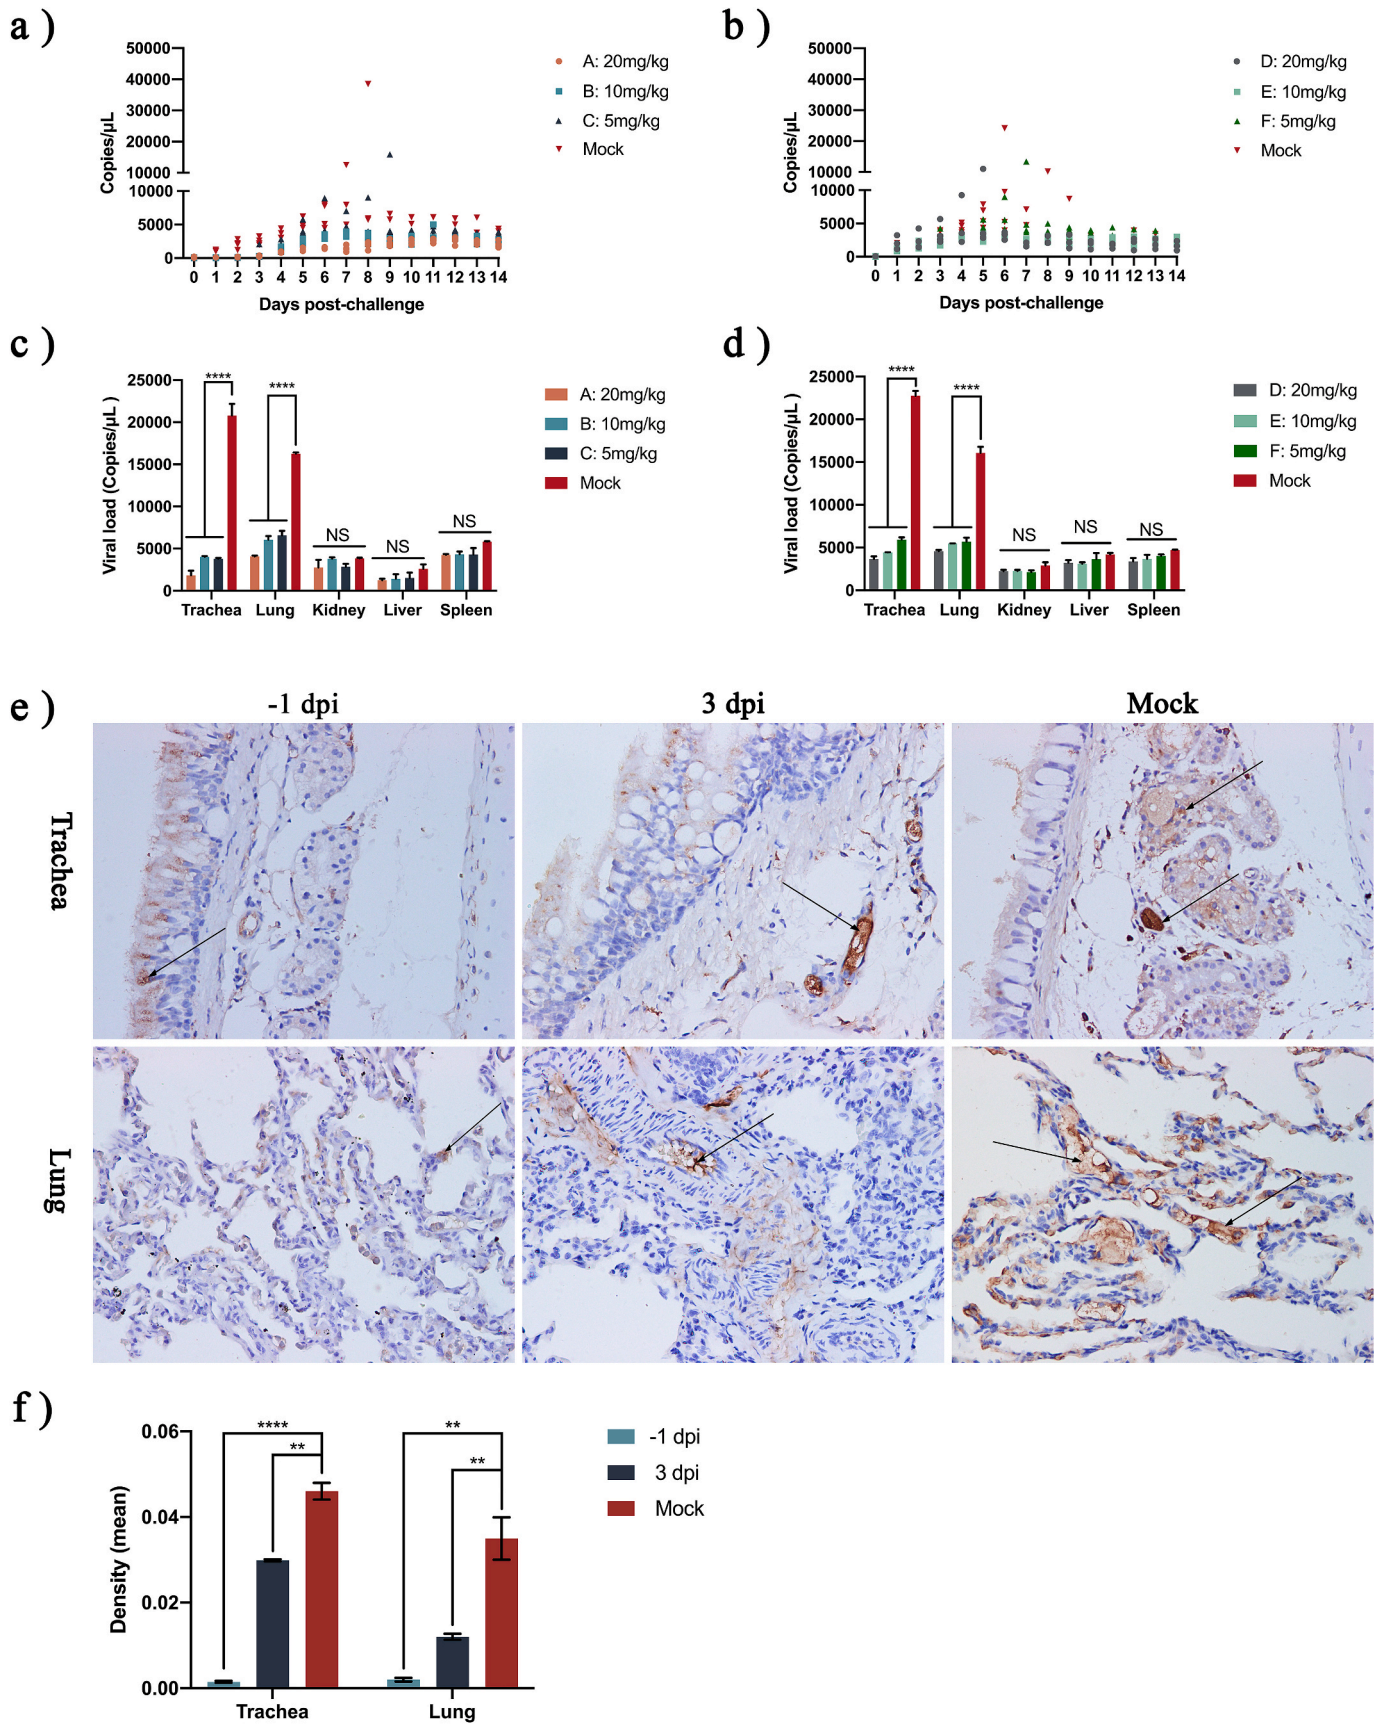 a )
50000
40000
30000
20000
10000
10000
5000
0
Copies/μL
0 1 2 3 4 5 6 7 8 9 10 11 12 13 14
Days post-challenge
A: 20mg/kg
B: 10mg/kg
C: 5mg/kg
Mock
b )
50000
40000
30000
20000
10000
10000
5000
0
Copies/μL
0 1 2 3 4 5 6 7 8 9 10 11 12 13 14
Days post-challenge
D: 20mg/kg
E: 10mg/kg
F: 5mg/kg
Mock
c )
25000
20000
15000
10000
5000
0
Viral load (Copies/μL )
****
****
NS
NS
NS
Trachea Lung Kidney Liver Spleen
A: 20mg/kg
B: 10mg/kg
C: 5mg/kg
Mock
d )
25000
20000
15000
10000
5000
0
Viral load (Copies/μL )
****
****
NS
NS
NS
Trachea Lung Kidney Liver Spleen
D: 20mg/kg
E: 10mg/kg
F: 5mg/kg
Mock
e )
-1 dpi 3 dpi Mock
Trachea
Lung
f )
0.06
0.04
0.02
0.00
Density (mean)
****
**
**
**
Trachea Lung
-1 dpi
3 dpi
Mock